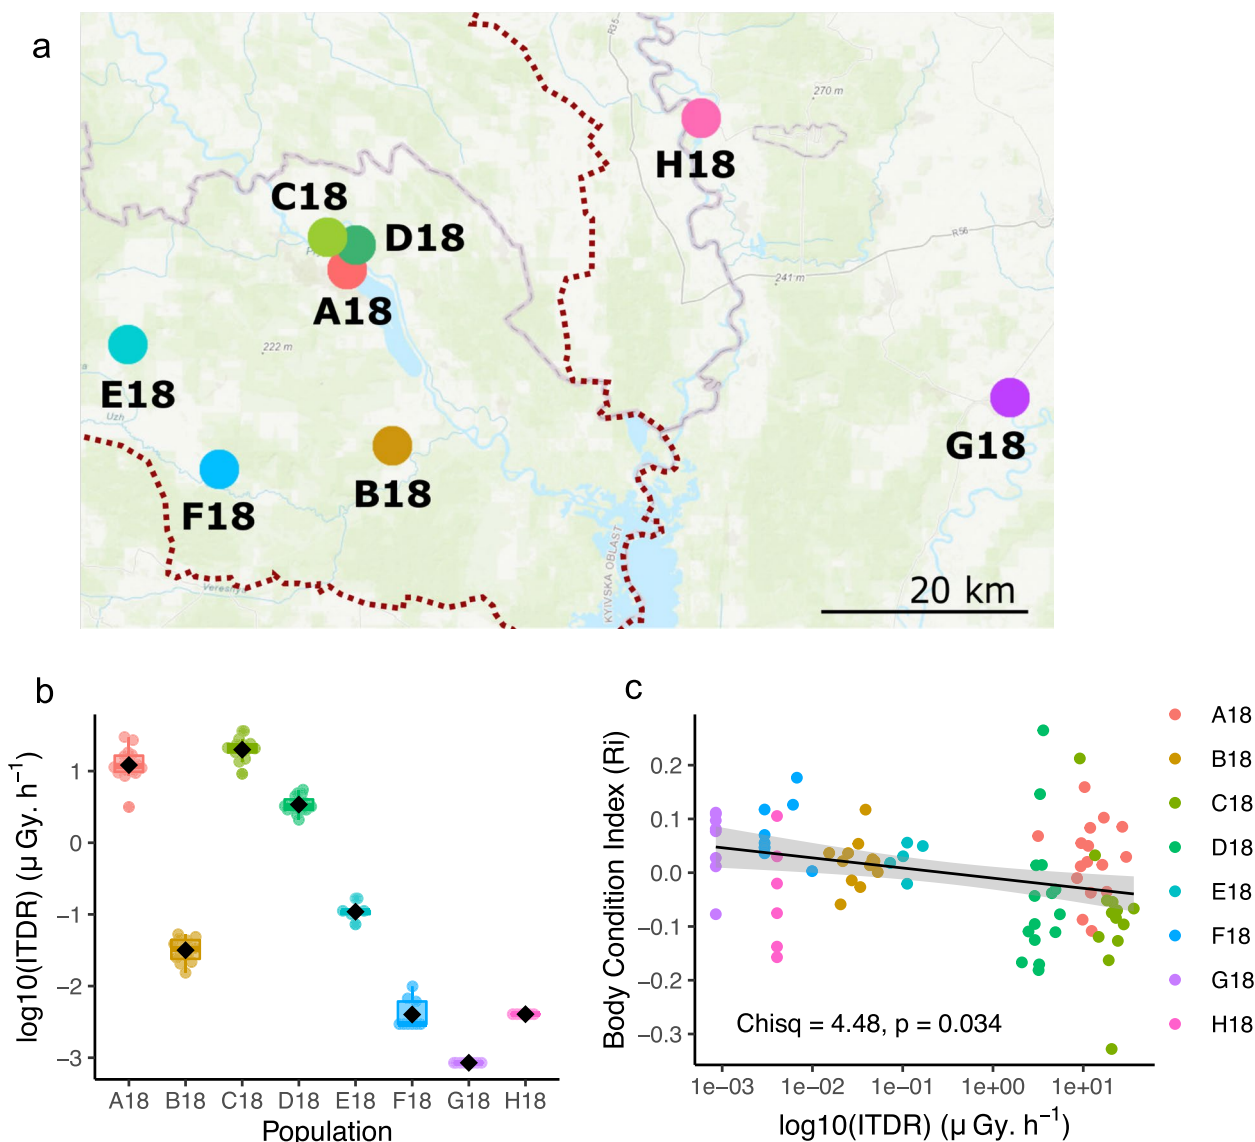 a
R35
270 m
H18
C18
D18
R56
A18
241 m
222 m
E18
Uzh
G18
B18
F18
KYIVSKA OBLAST
20 km
b
log10(ITDR) (μ Gy. h⁻¹)
1
0
−1
−2
−3
A18 B18 C18 D18 E18 F18 G18 H18
Population
c
Body Condition Index (Ri)
0.2
0.1
0.0
−0.1
−0.2
−0.3
Chisq = 4.48, p = 0.034
1e−03 1e−02 1e−01 1e+00 1e+01
log10(ITDR) (μ Gy. h⁻¹)
A18
B18
C18
D18
E18
F18
G18
H18